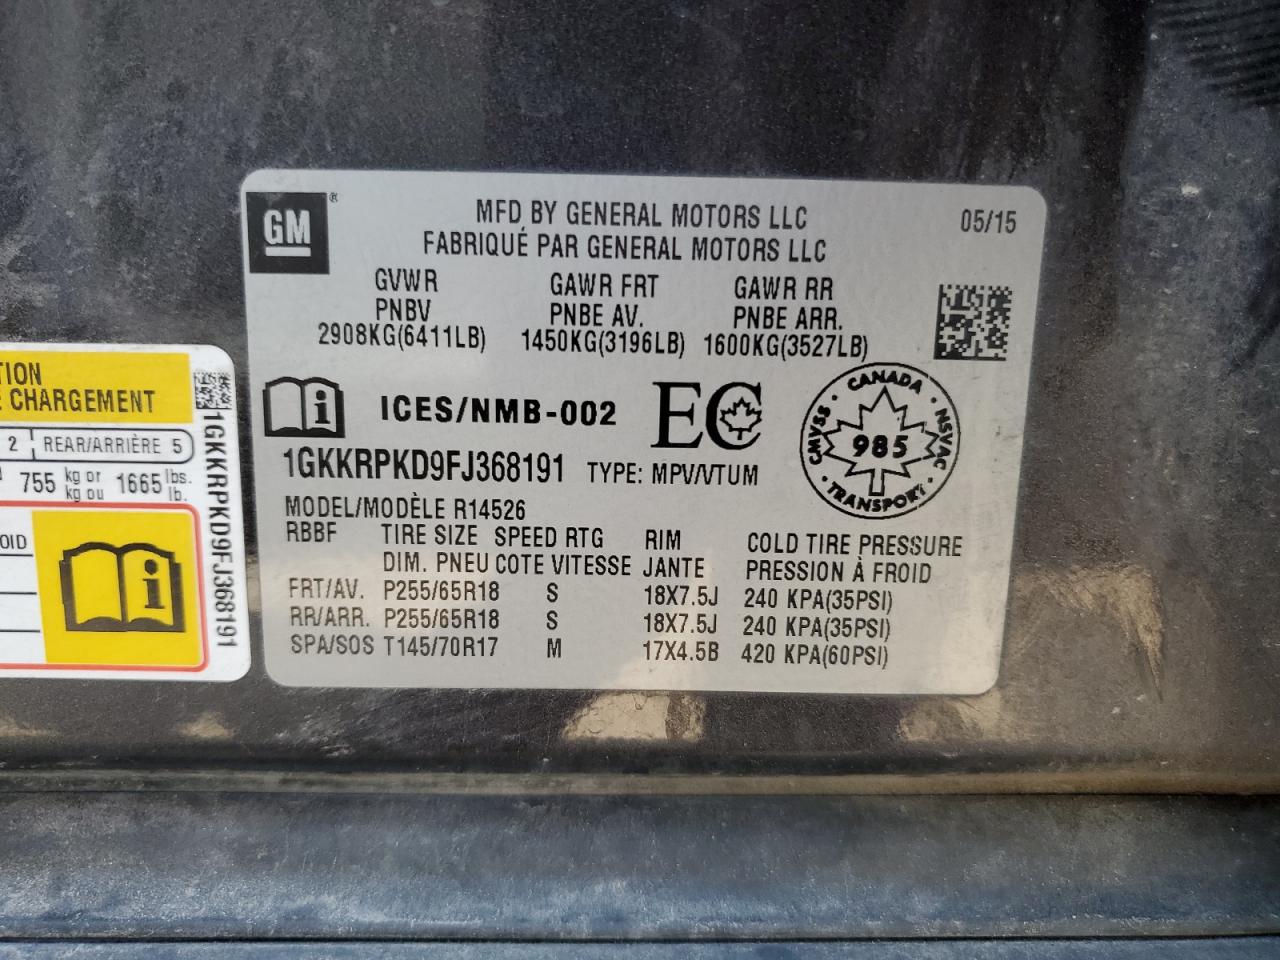 GM®
MFD BY GENERAL MOTORS LLC
FABRIQUÉ PAR GENERAL MOTORS LLC
05/15
GVWR GAWR FRT GAWR RR
PNBV PNBE AV. PNBE ARR.
2908KG(6411LB) 1450KG(3196LB) 1600KG(3527LB)
i ICES/NMB-002 EC
CANADA CMVSS 985 NSVAC TRANSPORT
1GKKRPKD9FJ368191 TYPE: MPV/VTUM
MODEL/MODÈLE R14526
RBBF TIRE SIZE SPEED RTG RIM COLD TIRE PRESSURE
DIM. PNEU COTE VITESSE JANTE PRESSION À FROID
FRT/AV. P255/65R18 S 18X7.5J 240 KPA(35PSI)
RR/ARR. P255/65R18 S 18X7.5J 240 KPA(35PSI)
SPA/SOS T145/70R17 M 17X4.5B 420 KPA(60PSI)
TION
E CHARGEMENT
2 REAR/ARRIÈRE 5
755 kg or 1665 lbs.
kg ou lb.
OID
i
1GKKRPKD9FJ368191